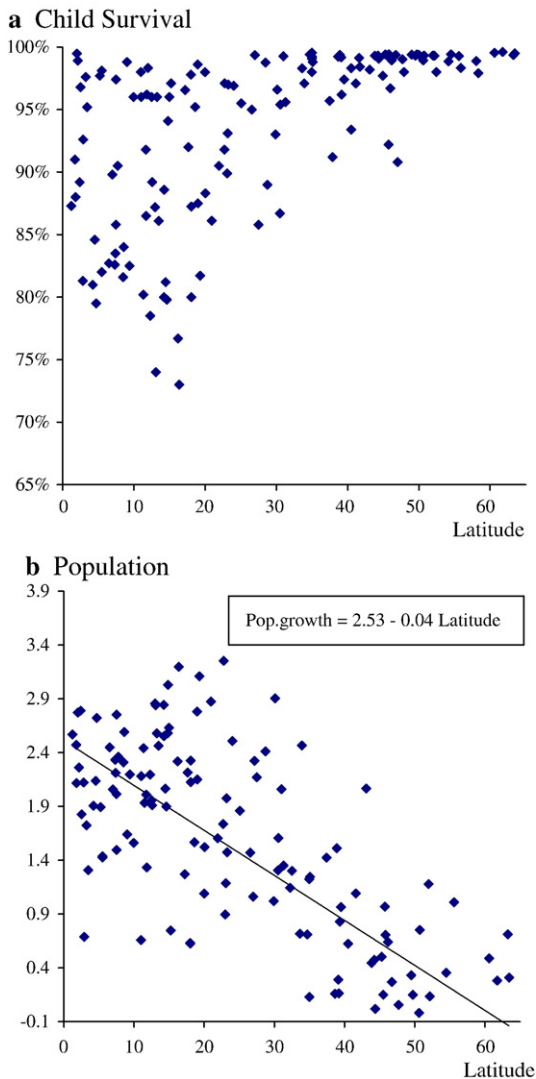 a Child Survival
100%
95%
90%
85%
80%
75%
70%
65%
0 10 20 30 40 50 60
Latitude
b Population
3.9
Pop.growth = 2.53 - 0.04 Latitude
3.4
2.9
2.4
1.9
1.4
0.9
0.4
-0.1
0 10 20 30 40 50 60
Latitude